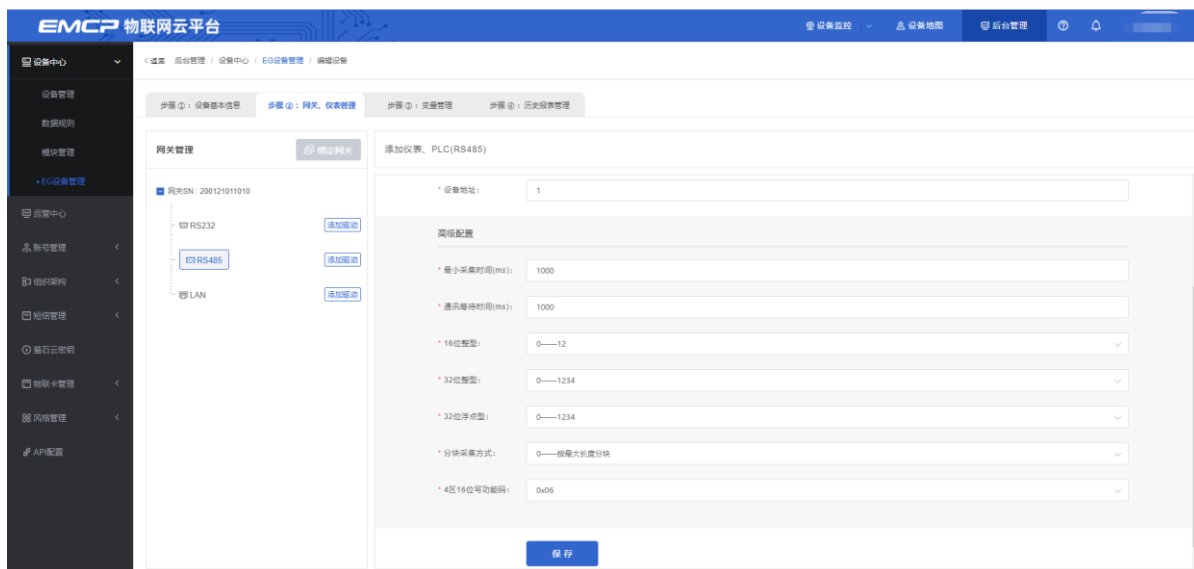 EMCP 物联网云平台
设备监控
设备地图
后台管理
设备中心
设备管理
数据规则
模块管理
•EG设备管理
运营中心
账号管理
组织架构
短信管理
萤石云密钥
物联卡管理
风格管理
API配置
返回 后台管理 / 设备中心 / EG设备管理 / 编辑设备
步骤①：设备基本信息
步骤②：网关、仪表管理
步骤③：变量管理
步骤④：历史报表管理
网关管理
绑定网关
网关SN : 200121011010
RS232 添加驱动
RS485 添加驱动
LAN 添加驱动
添加仪表、PLC(RS485)
* 设备地址： 1
高级配置
* 最小采集时间(ms)： 1000
* 通讯等待时间(ms)： 1000
* 16位整型： 0——12
* 32位整型： 0——1234
* 32位浮点型： 0——1234
* 分块采集方式： 0——按最大长度分块
* 4区16位写功能码： 0x06
保存